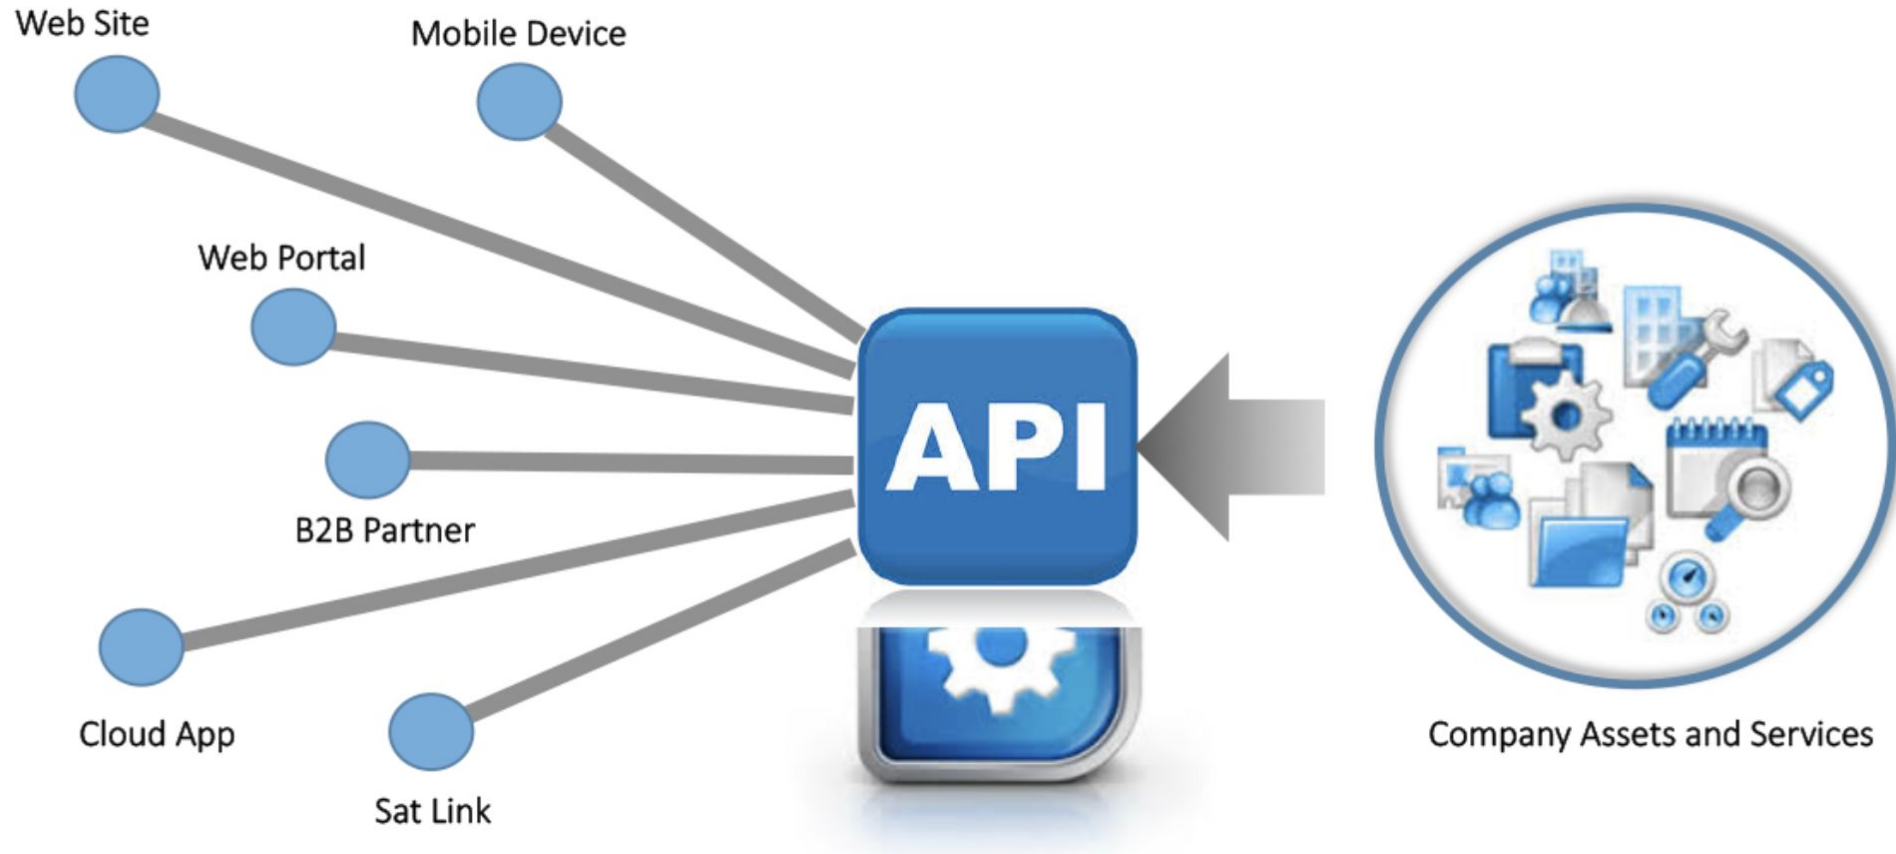 Web Site
Mobile Device
Web Portal
API
B2B Partner
Cloud App
Company Assets and Services
Sat Link